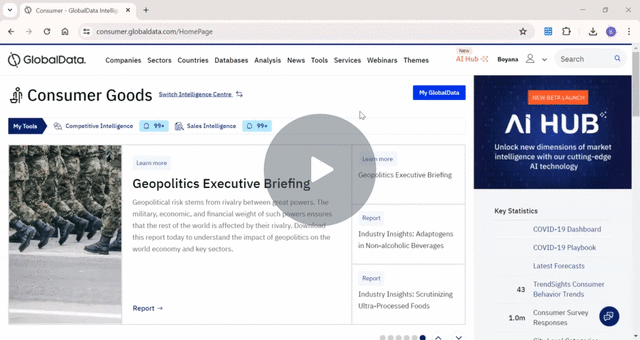 Consumer - GlobalData Intellig
consumer.globaldata.com/HomePage
GlobalData.
Companies Sectors Countries Databases Analysis News Tools Services Webinars Themes
New
AI Hub
Boyana
Search
Consumer Goods
Switch Intelligence Centre
My GlobalData
My Tools
Competitive Intelligence
99+
Sales Intelligence
99+
Learn more
Geopolitics Executive Briefing
Geopolitical risk stems from rivalry between great powers. The
military, economic, and financial weight of such powers ensures
that the rest of the world is affected by their rivalry. Download
this report today to understand the impact of geopolitics on the
world economy and key sectors.
Report →
Learn more
Geopolitics Executive Briefing
Report
Industry Insights: Adaptogens
in Non-alcoholic Beverages
Report
Industry Insights: Scrutinizing
Ultra-Processed Foods
NEW BETA LAUNCH
Ai HUB
Unlock new dimensions of market
intelligence with our cutting-edge
AI technology
Key Statistics
COVID-19 Dashboard
COVID-19 Playbook
Latest Forecasts
43 TrendSights Consumer
Behavior Trends
1.0m Consumer Survey
Responses